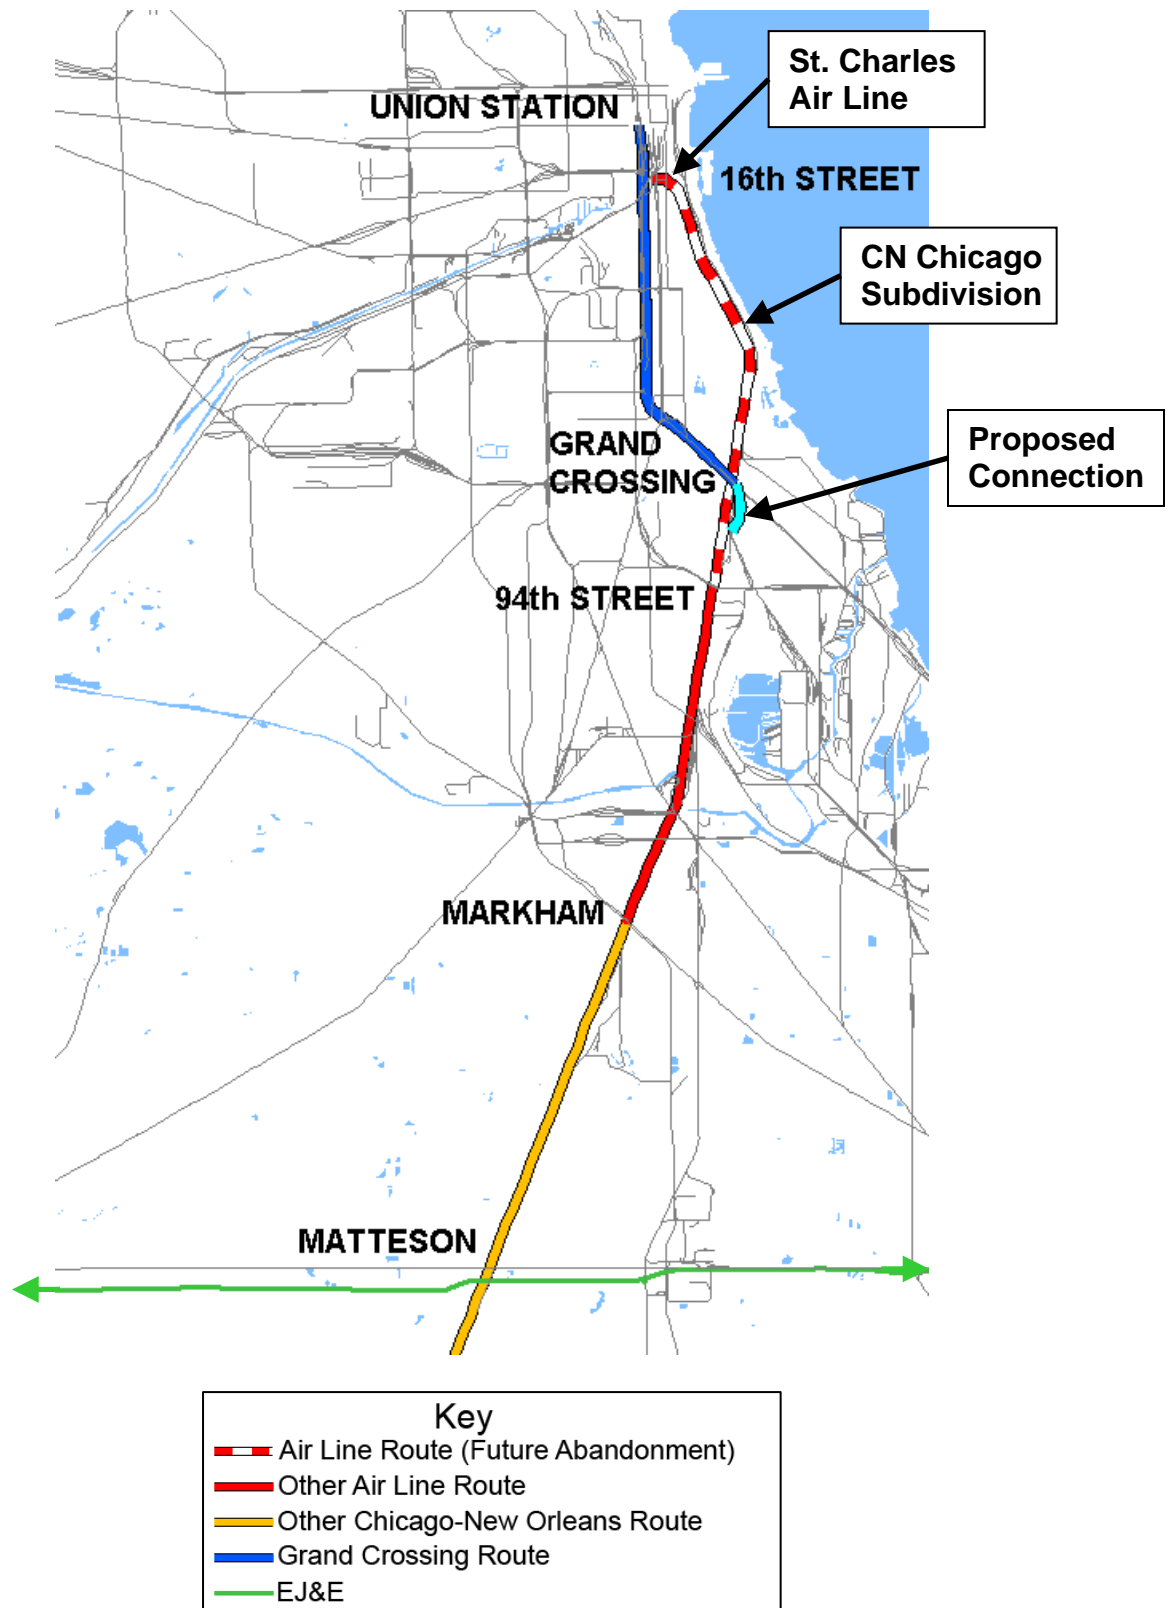 St. Charles
Air Line
UNION STATION
16th STREET
CN Chicago
Subdivision
Proposed
Connection
GRAND
CROSSING
94th STREET
MARKHAM
MATTESON
Key
Air Line Route (Future Abandonment)
Other Air Line Route
Other Chicago-New Orleans Route
Grand Crossing Route
EJ&E